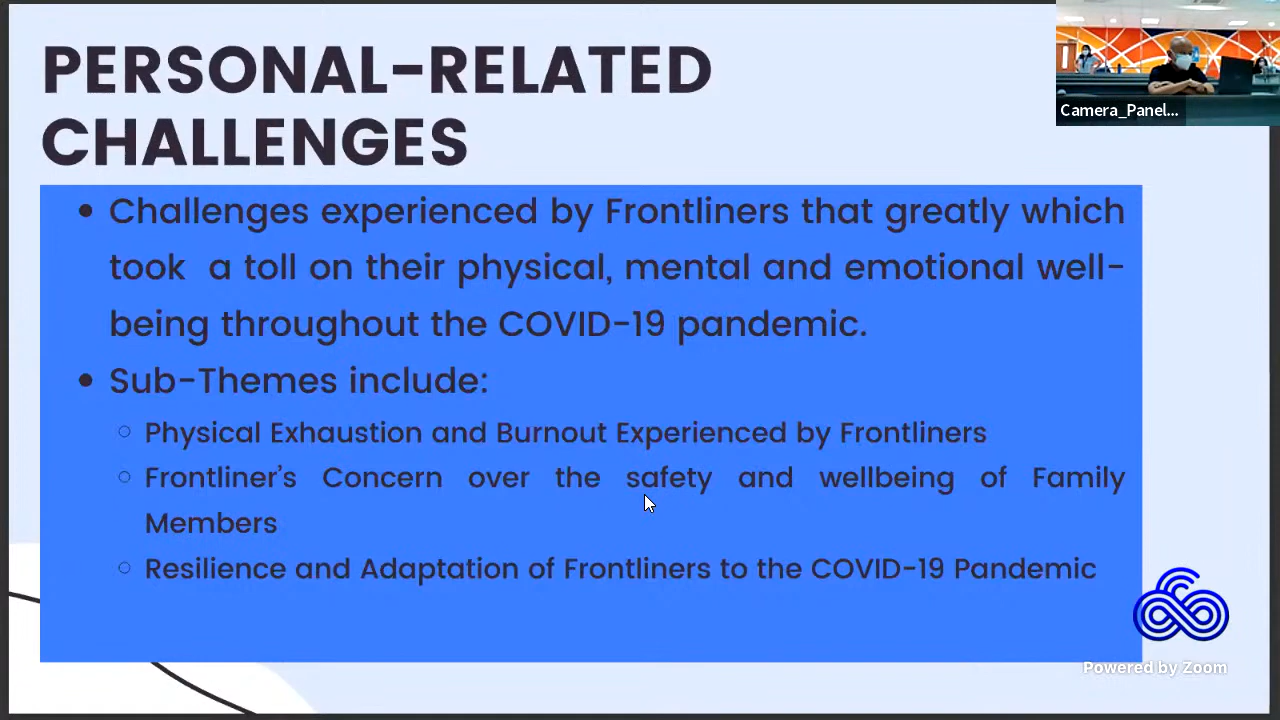 PERSONAL-RELATED
CHALLENGES
Camera_Panel...
Challenges experienced by Frontliners that greatly which
took a toll on their physical, mental and emotional well-
being throughout the COVID-19 pandemic.
Sub-Themes include:
Physical Exhaustion and Burnout Experienced by Frontliners
Frontliner's Concern over the safety and wellbeing of Family
Members
Resilience and Adaptation of Frontliners to the COVID-19 Pandemic
Powered by Zoom